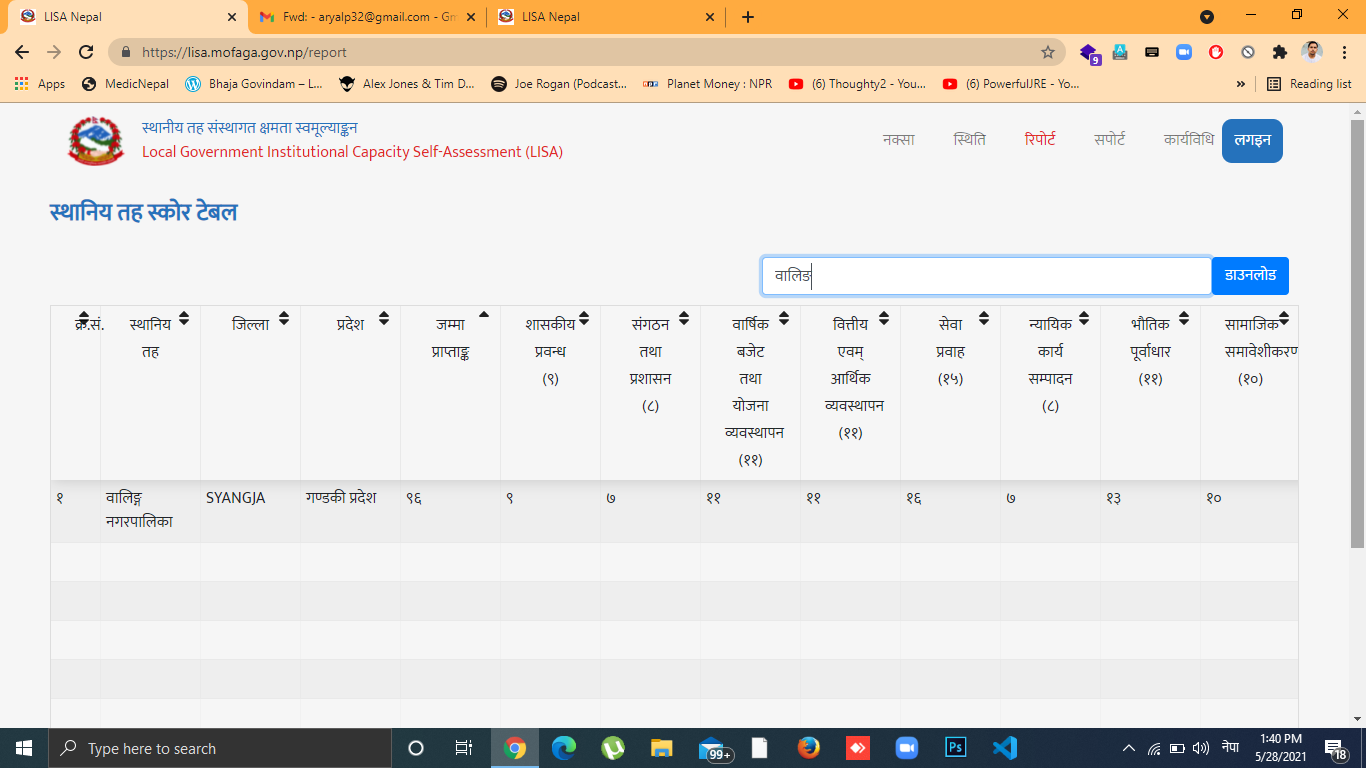 LISA Nepal
Fwd: - aryalp32@gmail.com - Gm
LISA Nepal
https://lisa.mofaga.gov.np/report
9
Apps
MedicNepal
Bhaja Govindam – L...
Alex Jones & Tim D...
Joe Rogan (Podcast...
Planet Money : NPR
(6) Thoughty2 - You...
(6) PowerfulJRE - Yo...
»
Reading list
स्थानीय तह संस्थागत क्षमता स्वमूल्याङ्कन
Local Government Institutional Capacity Self-Assessment (LISA)
नक्सा
स्थिति
रिपोर्ट
सपोर्ट
कार्यविधि
लगइन
स्थानिय तह स्कोर टेबल
वालिङ
डाउनलोड
क्र.सं.
स्थानिय
तह
जिल्ला
प्रदेश
जम्मा
प्राप्ताङ्क
शासकीय
प्रवन्ध
(९)
संगठन
तथा
प्रशासन
(८)
वार्षिक
बजेट
तथा
योजना
व्यवस्थापन
(११)
वित्तीय
एवम्
आर्थिक
व्यवस्थापन
(११)
सेवा
प्रवाह
(१५)
न्यायिक
कार्य
सम्पादन
(८)
भौतिक
पूर्वाधार
(११)
सामाजिक
समावेशीकरण
(१०)
१
वालिङ्ग
नगरपालिका
SYANGJA
गण्डकी प्रदेश
९६
९
७
११
११
१६
७
१३
१०
Type here to search
99+
Ps
नेपा
1:40 PM
5/28/2021
18